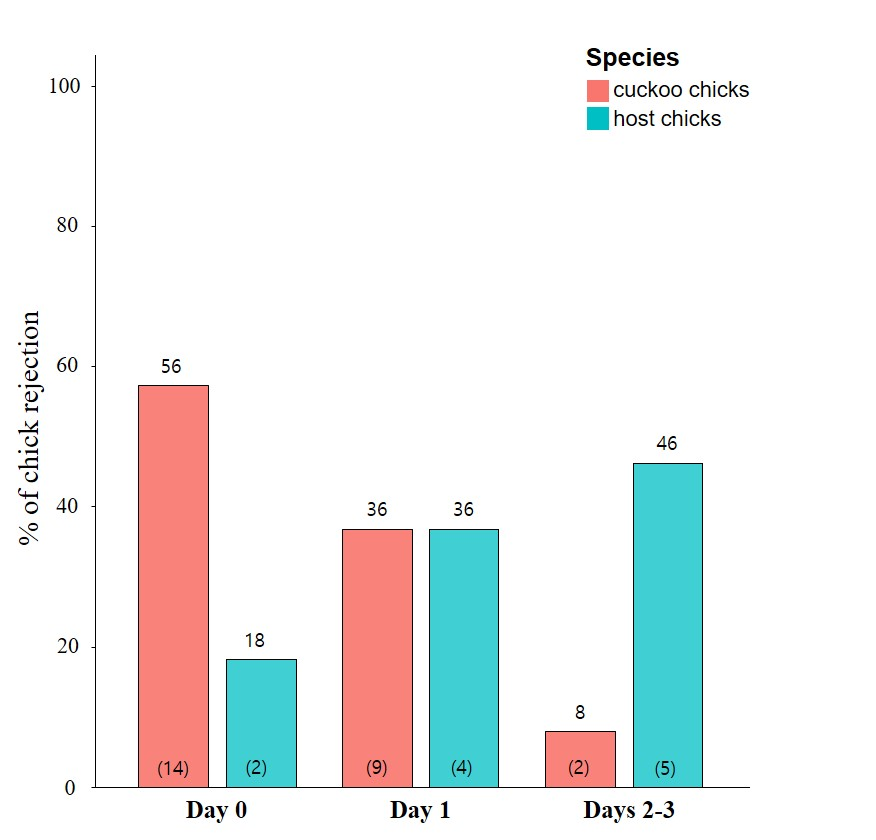 Species
cuckoo chicks
host chicks
% of chick rejection
100
80
60
40
20
0
56
18
36
36
8
46
(14)
(2)
(9)
(4)
(2)
(5)
Day 0
Day 1
Days 2-3